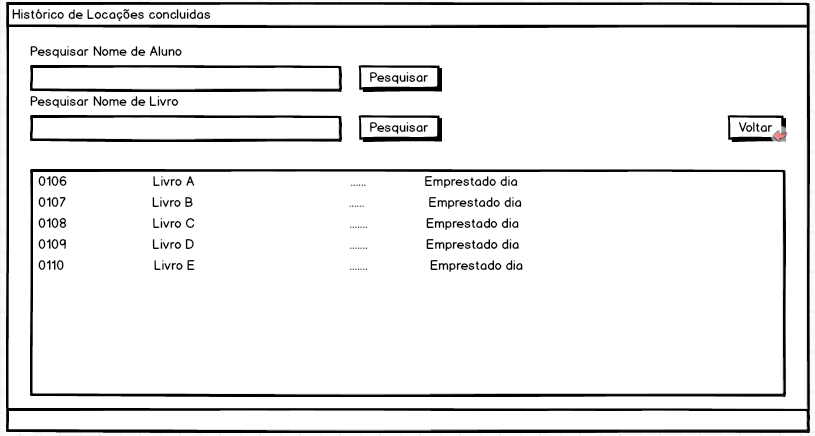 Histórico de Locações concluidas
Pesquisar Nome de Aluno
Pesquisar
Pesquisar Nome de Livro
Pesquisar
Voltar
0106 Livro A ...... Emprestado dia
0107 Livro B ...... Emprestado dia
0108 Livro C ....... Emprestado dia
0109 Livro D ....... Emprestado dia
0110 Livro E ....... Emprestado dia